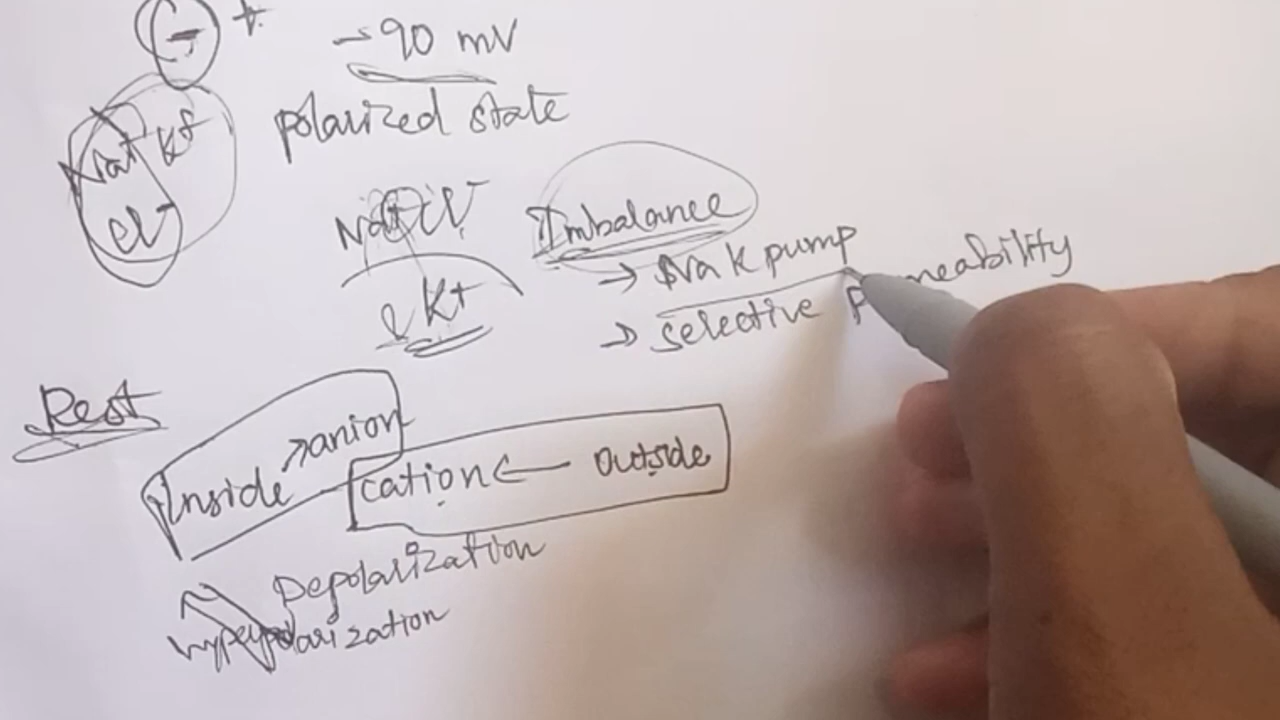 - +
-90 mV
polarized state
Na+ K+
Cl-
Na+ Cl-
K+
Imbalance
→ Na K pump
→ selective p meability
Rest
Inside → anion
cation ← Outside
Depolarization
hyperpolarization